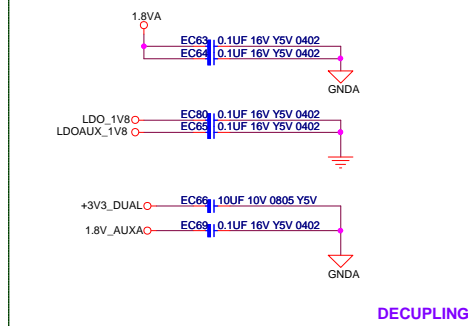 1.8VA
EC63 0.1UF 16V Y5V 0402
EC64 0.1UF 16V Y5V 0402
GNDA
LDO_1V8 EC80 0.1UF 16V Y5V 0402
LDOAUX_1V8 EC65 0.1UF 16V Y5V 0402
+3V3_DUAL EC66 10UF 10V 0805 Y5V
1.8V_AUXA EC69 0.1UF 16V Y5V 0402
GNDA
DECUPLING